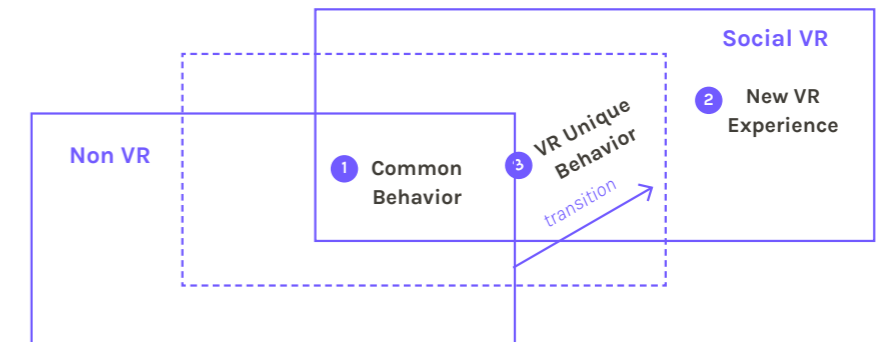 Social VR
2
New VR
Experience
Non VR
1
Common
Behavior
3
VR Unique
Behavior
transition